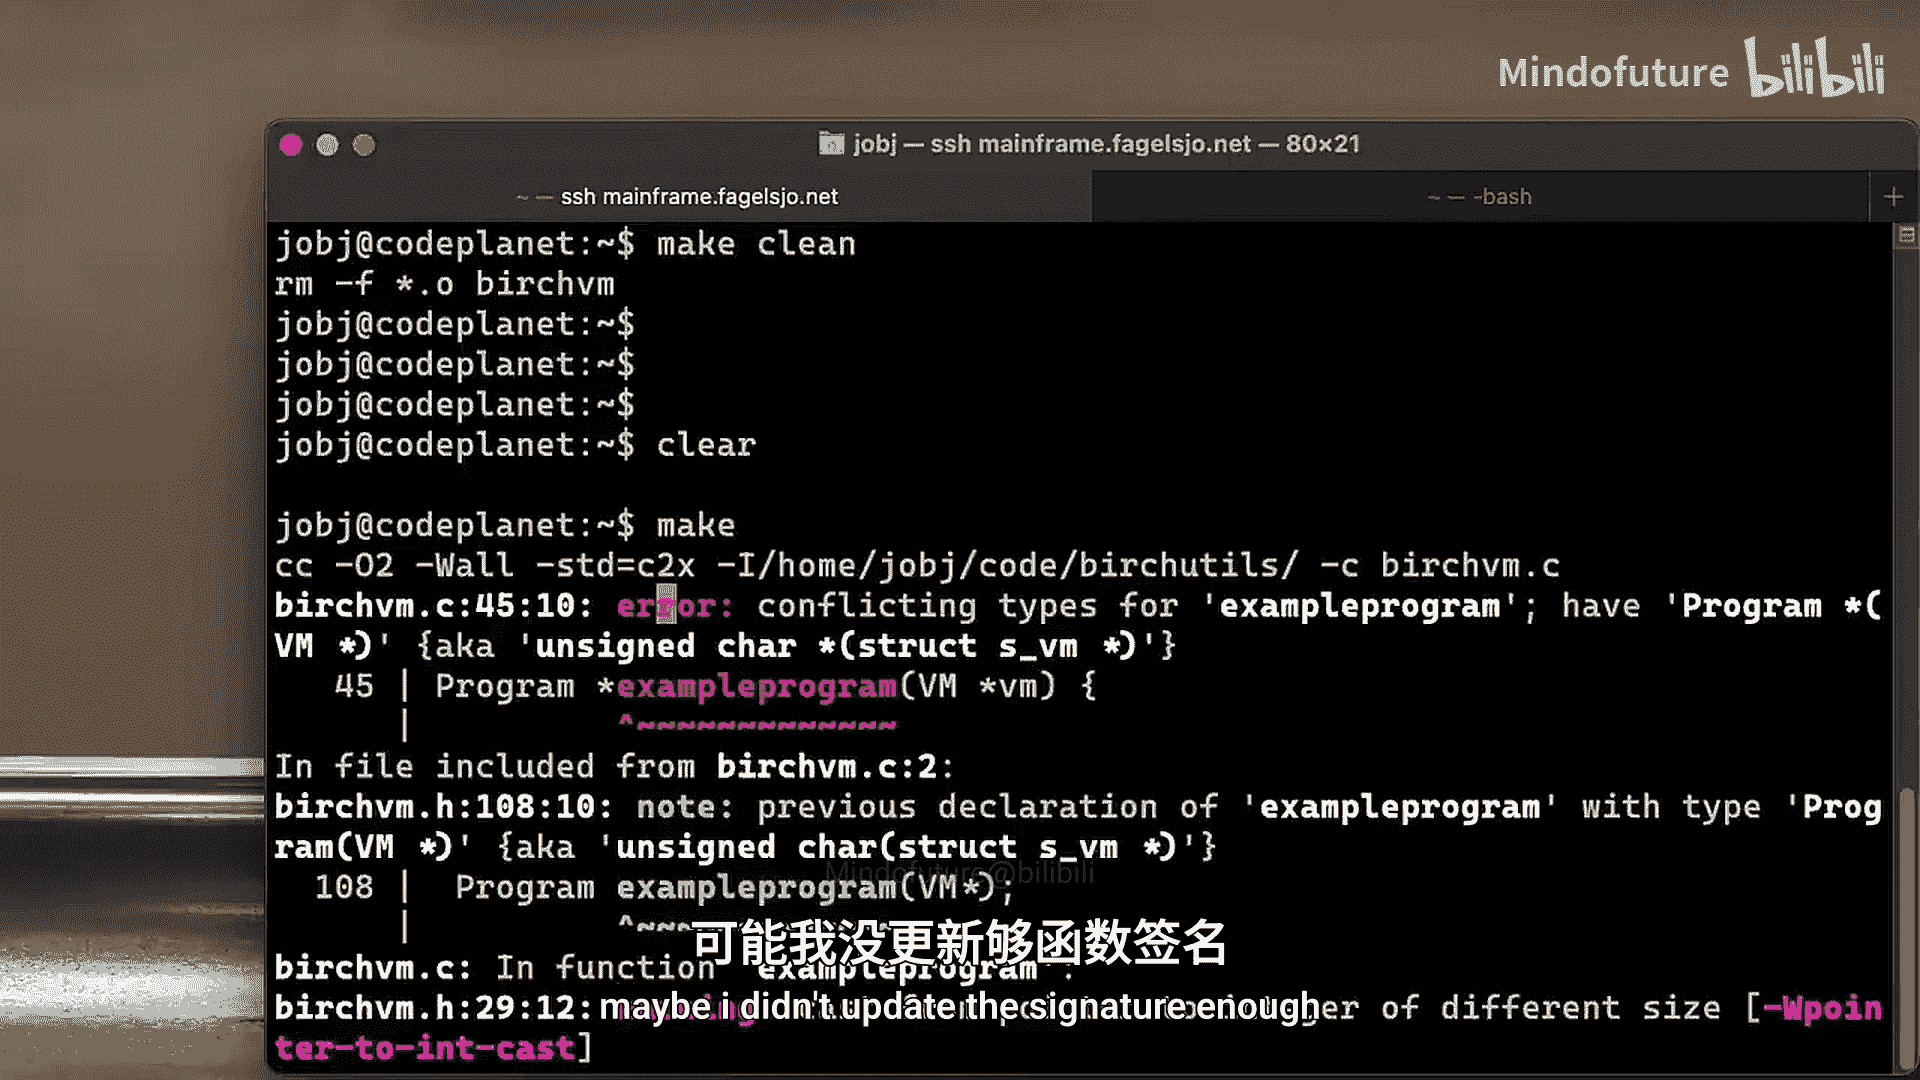 Mindofuture bilibili
jobj — ssh mainframe.fagelsjo.net — 80×21
~ — ssh mainframe.fagelsjo.net
~ — -bash
+
jobj@codeplanet:~$ make clean
rm -f *.o birchvm
jobj@codeplanet:~$
jobj@codeplanet:~$
jobj@codeplanet:~$
jobj@codeplanet:~$ clear
jobj@codeplanet:~$ make
cc -O2 -Wall -std=c2x -I/home/jobj/code/birchutils/ -c birchvm.c
birchvm.c:45:10: error: conflicting types for 'exampleprogram'; have 'Program *(
VM *)' {aka 'unsigned char *(struct s_vm *)'}
45 | Program *exampleprogram(VM *vm) {
| ^~~~~~~~~~~~~~
In file included from birchvm.c:2:
birchvm.h:108:10: note: previous declaration of 'exampleprogram' with type 'Prog
ram(VM *)' {aka 'unsigned char(struct s_vm *)'}
Mindofuture@bilibili
108 | Program exampleprogram(VM*);
| ^~~~
可能我没更新够函数签名
birchvm.c: In function 'exampleprogram':
birchvm.h:29:12: of different size [-Wpoin
maybe i didn't update the signature enough
ter-to-int-cast]